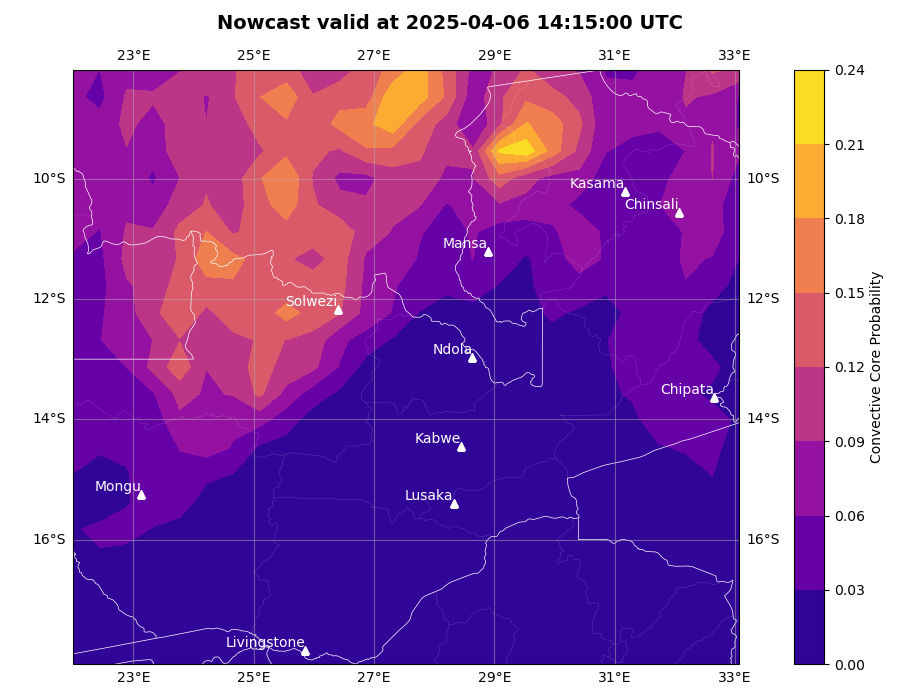 Nowcast valid at 2025-04-06 14:15:00 UTC
23°E 25°E 27°E 29°E 31°E 33°E
10°S
12°S
14°S
16°S
Kasama
Chinsali
Mansa
Solwezi
Ndola
Chipata
Kabwe
Mongu
Lusaka
Livingstone
23°E 25°E 27°E 29°E 31°E 33°E
10°S
12°S
14°S
16°S
0.24
0.21
0.18
0.15
0.12
0.09
0.06
0.03
0.00
Convective Core Probability